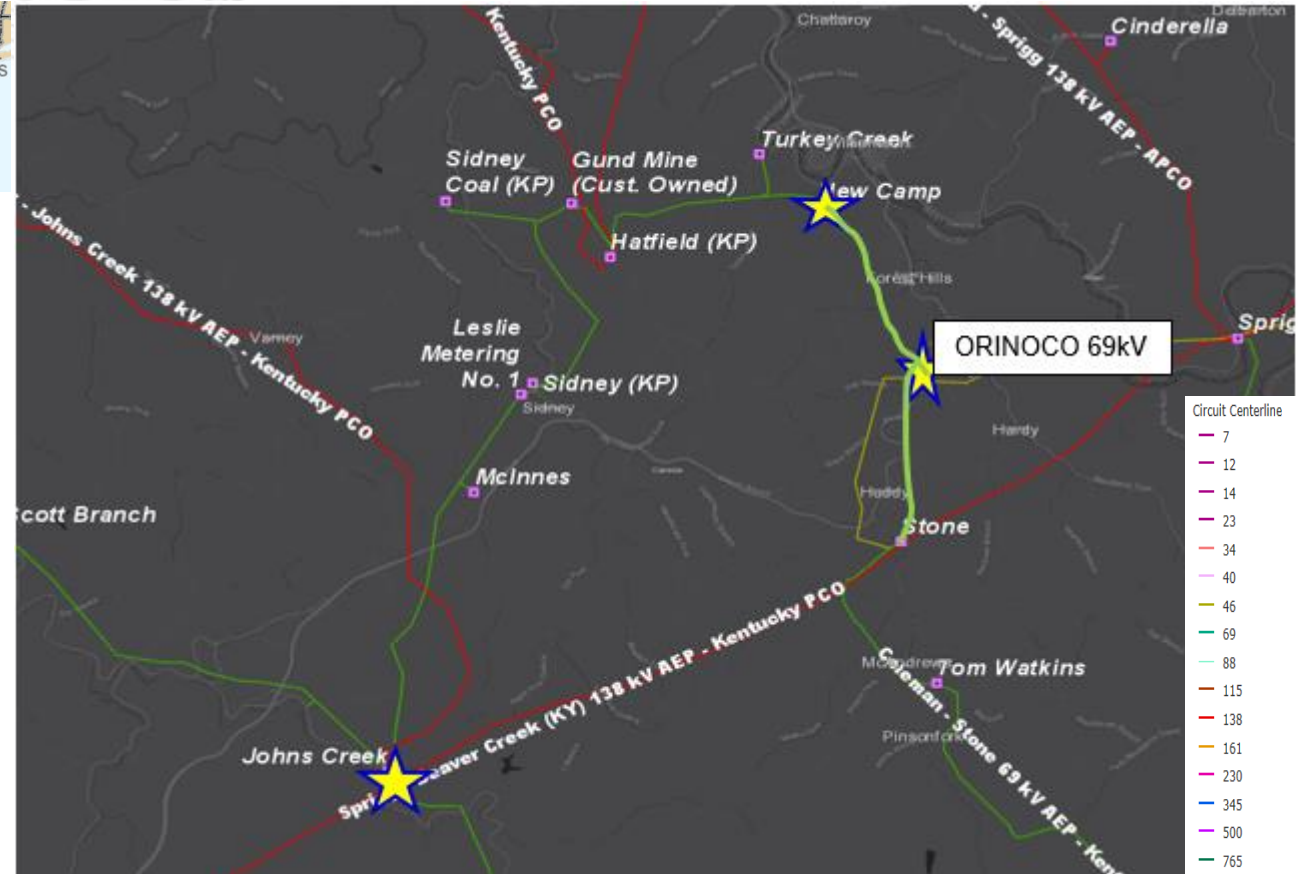 S
Chattaroy
Delbarton
Cinderella
Kentucky PCO
- Sprigg 138 kV AEP - APCO
Turkey Creek
Sidney
Coal (KP)
Gund Mine
(Cust. Owned)
ew Camp
Hatfield (KP)
Forest Hills
- Johns Creek 138 kV AEP - Kentucky PCO
Varney
Leslie
Metering
No. 1
Sidney (KP)
Sidney
ORINOCO 69kV
Sprig
Hardy
McInnes
Huddy
Scott Branch
Stone
Spri
Beaver Creek (KY) 138 kV AEP - Kentucky PCO
Johns Creek
McAndrews
Tom Watkins
Pinsonfork
Coleman - Stone 69 kV AEP - Ken
Circuit Centerline
7
12
14
23
34
40
46
69
88
115
138
161
230
345
500
765